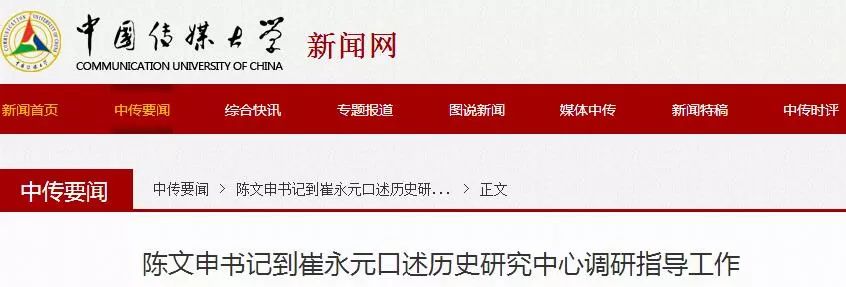 中国传媒大学
COMMUNICATION UNIVERSITY OF CHINA
新闻网
新闻首页 中传要闻 综合快讯 专题报道 图说新闻 媒体中传 新闻特稿 中传时评
中传要闻
中传要闻 > 陈文申书记到崔永元口述历史研... > 正文
陈文申书记到崔永元口述历史研究中心调研指导工作